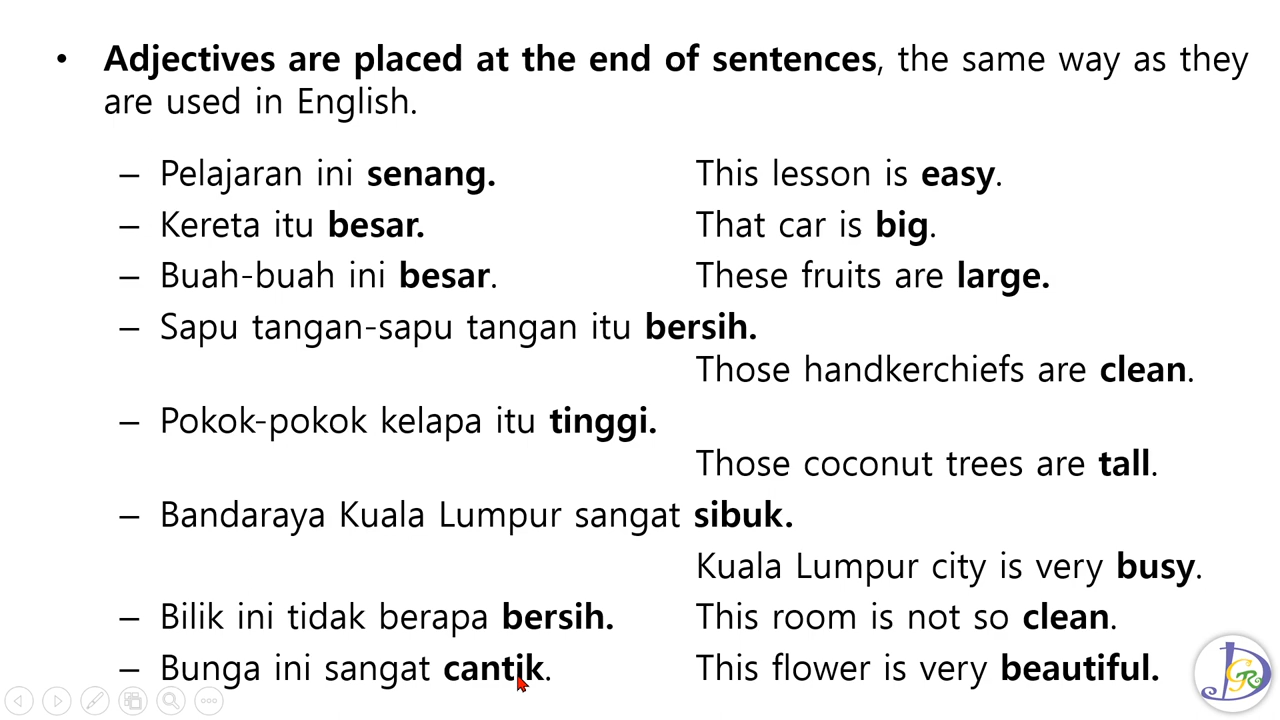 • Adjectives are placed at the end of sentences, the same way as they
are used in English.
– Pelajaran ini senang. This lesson is easy.
– Kereta itu besar. That car is big.
– Buah-buah ini besar. These fruits are large.
– Sapu tangan-sapu tangan itu bersih.
Those handkerchiefs are clean.
– Pokok-pokok kelapa itu tinggi.
Those coconut trees are tall.
– Bandaraya Kuala Lumpur sangat sibuk.
Kuala Lumpur city is very busy.
– Bilik ini tidak berapa bersih. This room is not so clean.
– Bunga ini sangat cantik. This flower is very beautiful.